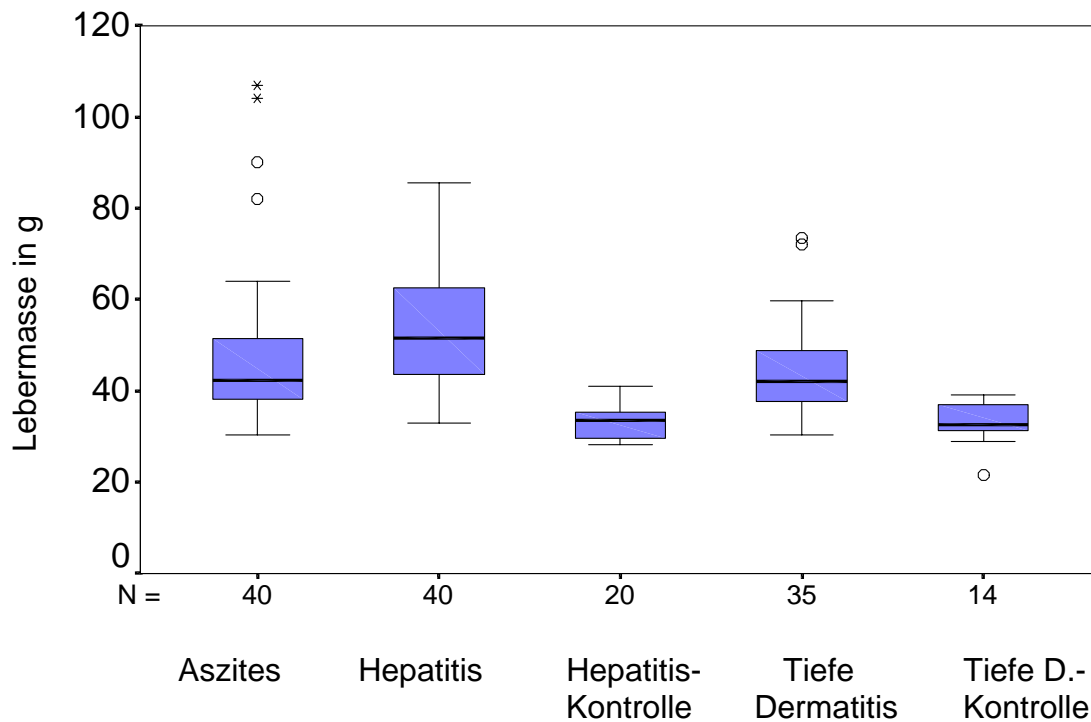 120
100
80
60
40
20
0
Lebermasse in g
N = 40 40 20 35 14
Aszites Hepatitis Hepatitis- Tiefe Tiefe D.-
Kontrolle Dermatitis Kontrolle